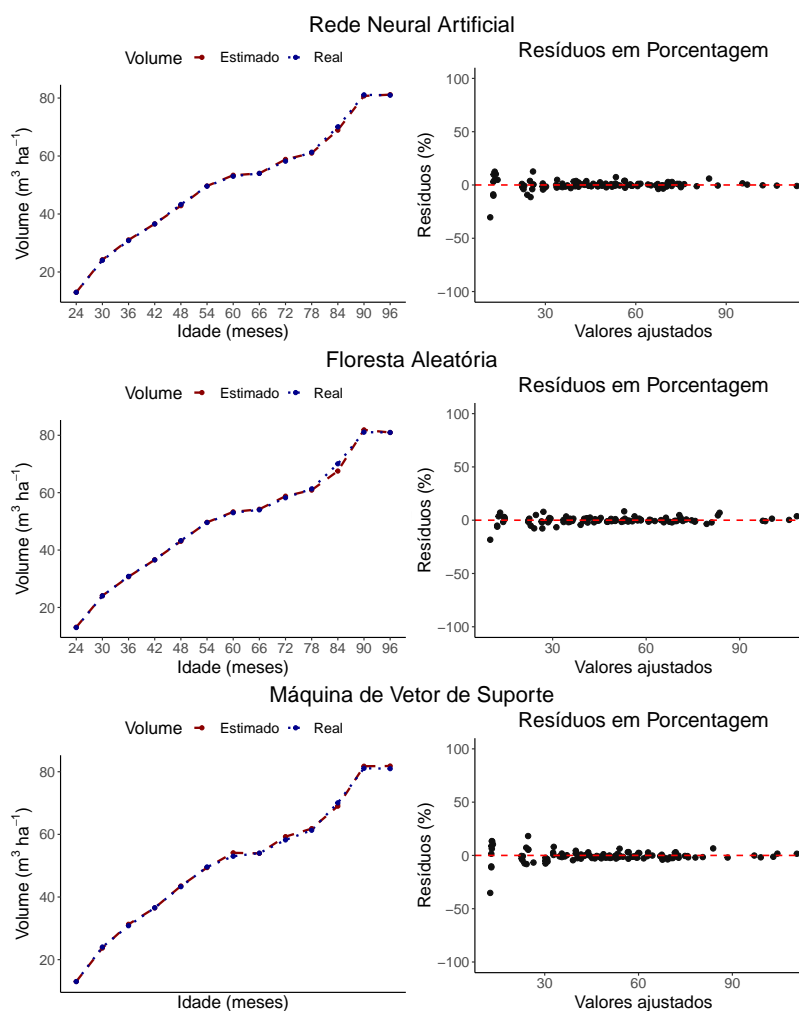 Rede Neural Artificial
Volume Estimado Real
Resíduos em Porcentagem
Volume (m³ ha⁻¹)
80
60
40
20
24 30 36 42 48 54 60 66 72 78 84 90 96
Idade (meses)
Resíduos (%)
100
50
0
−50
−100
30 60 90
Valores ajustados
Floresta Aleatória
Volume Estimado Real
Resíduos em Porcentagem
Volume (m³ ha⁻¹)
80
60
40
20
24 30 36 42 48 54 60 66 72 78 84 90 96
Idade (meses)
Resíduos (%)
100
50
0
−50
−100
30 60 90
Valores ajustados
Máquina de Vetor de Suporte
Volume Estimado Real
Resíduos em Porcentagem
Volume (m³ ha⁻¹)
80
60
40
20
Idade (meses)
Resíduos (%)
100
50
0
−50
−100
30 60 90
Valores ajustados